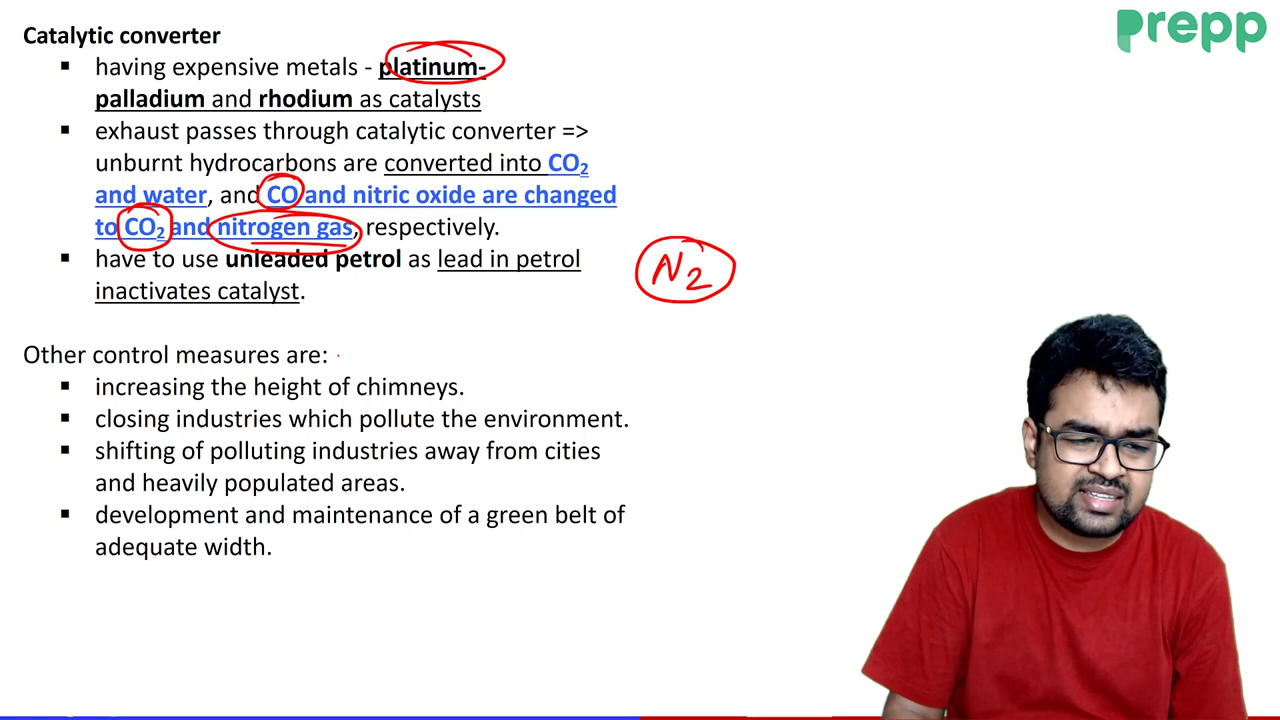 prepp
Catalytic converter
▪ having expensive metals - platinum-
palladium and rhodium as catalysts
▪ exhaust passes through catalytic converter =>
unburnt hydrocarbons are converted into CO₂
and water, and CO and nitric oxide are changed
to CO₂ and nitrogen gas, respectively.
▪ have to use unleaded petrol as lead in petrol
inactivates catalyst.
N₂
Other control measures are:
▪ increasing the height of chimneys.
▪ closing industries which pollute the environment.
▪ shifting of polluting industries away from cities
and heavily populated areas.
▪ development and maintenance of a green belt of
adequate width.